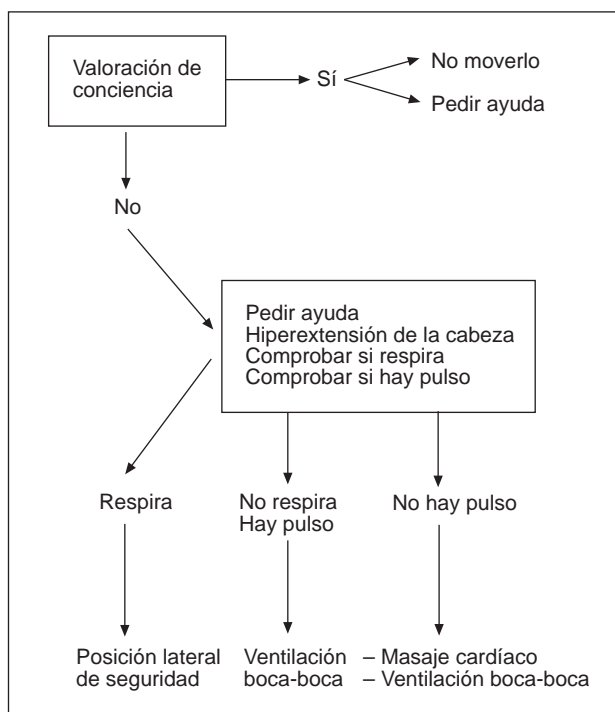 Valoración de
conciencia
Sí
No moverlo
Pedir ayuda
No
Pedir ayuda
Hiperextensión de la cabeza
Comprobar si respira
Comprobar si hay pulso
Respira
No respira
Hay pulso
No hay pulso
Posición lateral
de seguridad
Ventilación
boca-boca
– Masaje cardíaco
– Ventilación boca-boca